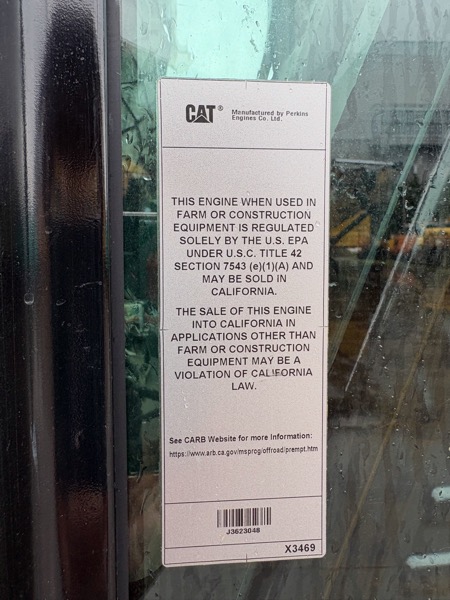 CAT® Manufactured by Perkins
Engines Co. Ltd.
THIS ENGINE WHEN USED IN
FARM OR CONSTRUCTION
EQUIPMENT IS REGULATED
SOLELY BY THE U.S. EPA
UNDER U.S.C. TITLE 42
SECTION 7543 (e)(1)(A) AND
MAY BE SOLD IN
CALIFORNIA.
THE SALE OF THIS ENGINE
INTO CALIFORNIA IN
APPLICATIONS OTHER THAN
FARM OR CONSTRUCTION
EQUIPMENT MAY BE A
VIOLATION OF CALIFORNIA
LAW.
See CARB Website for more Information:
https://www.arb.ca.gov/msprog/offroad/prempt.htm
J3623048
X3469